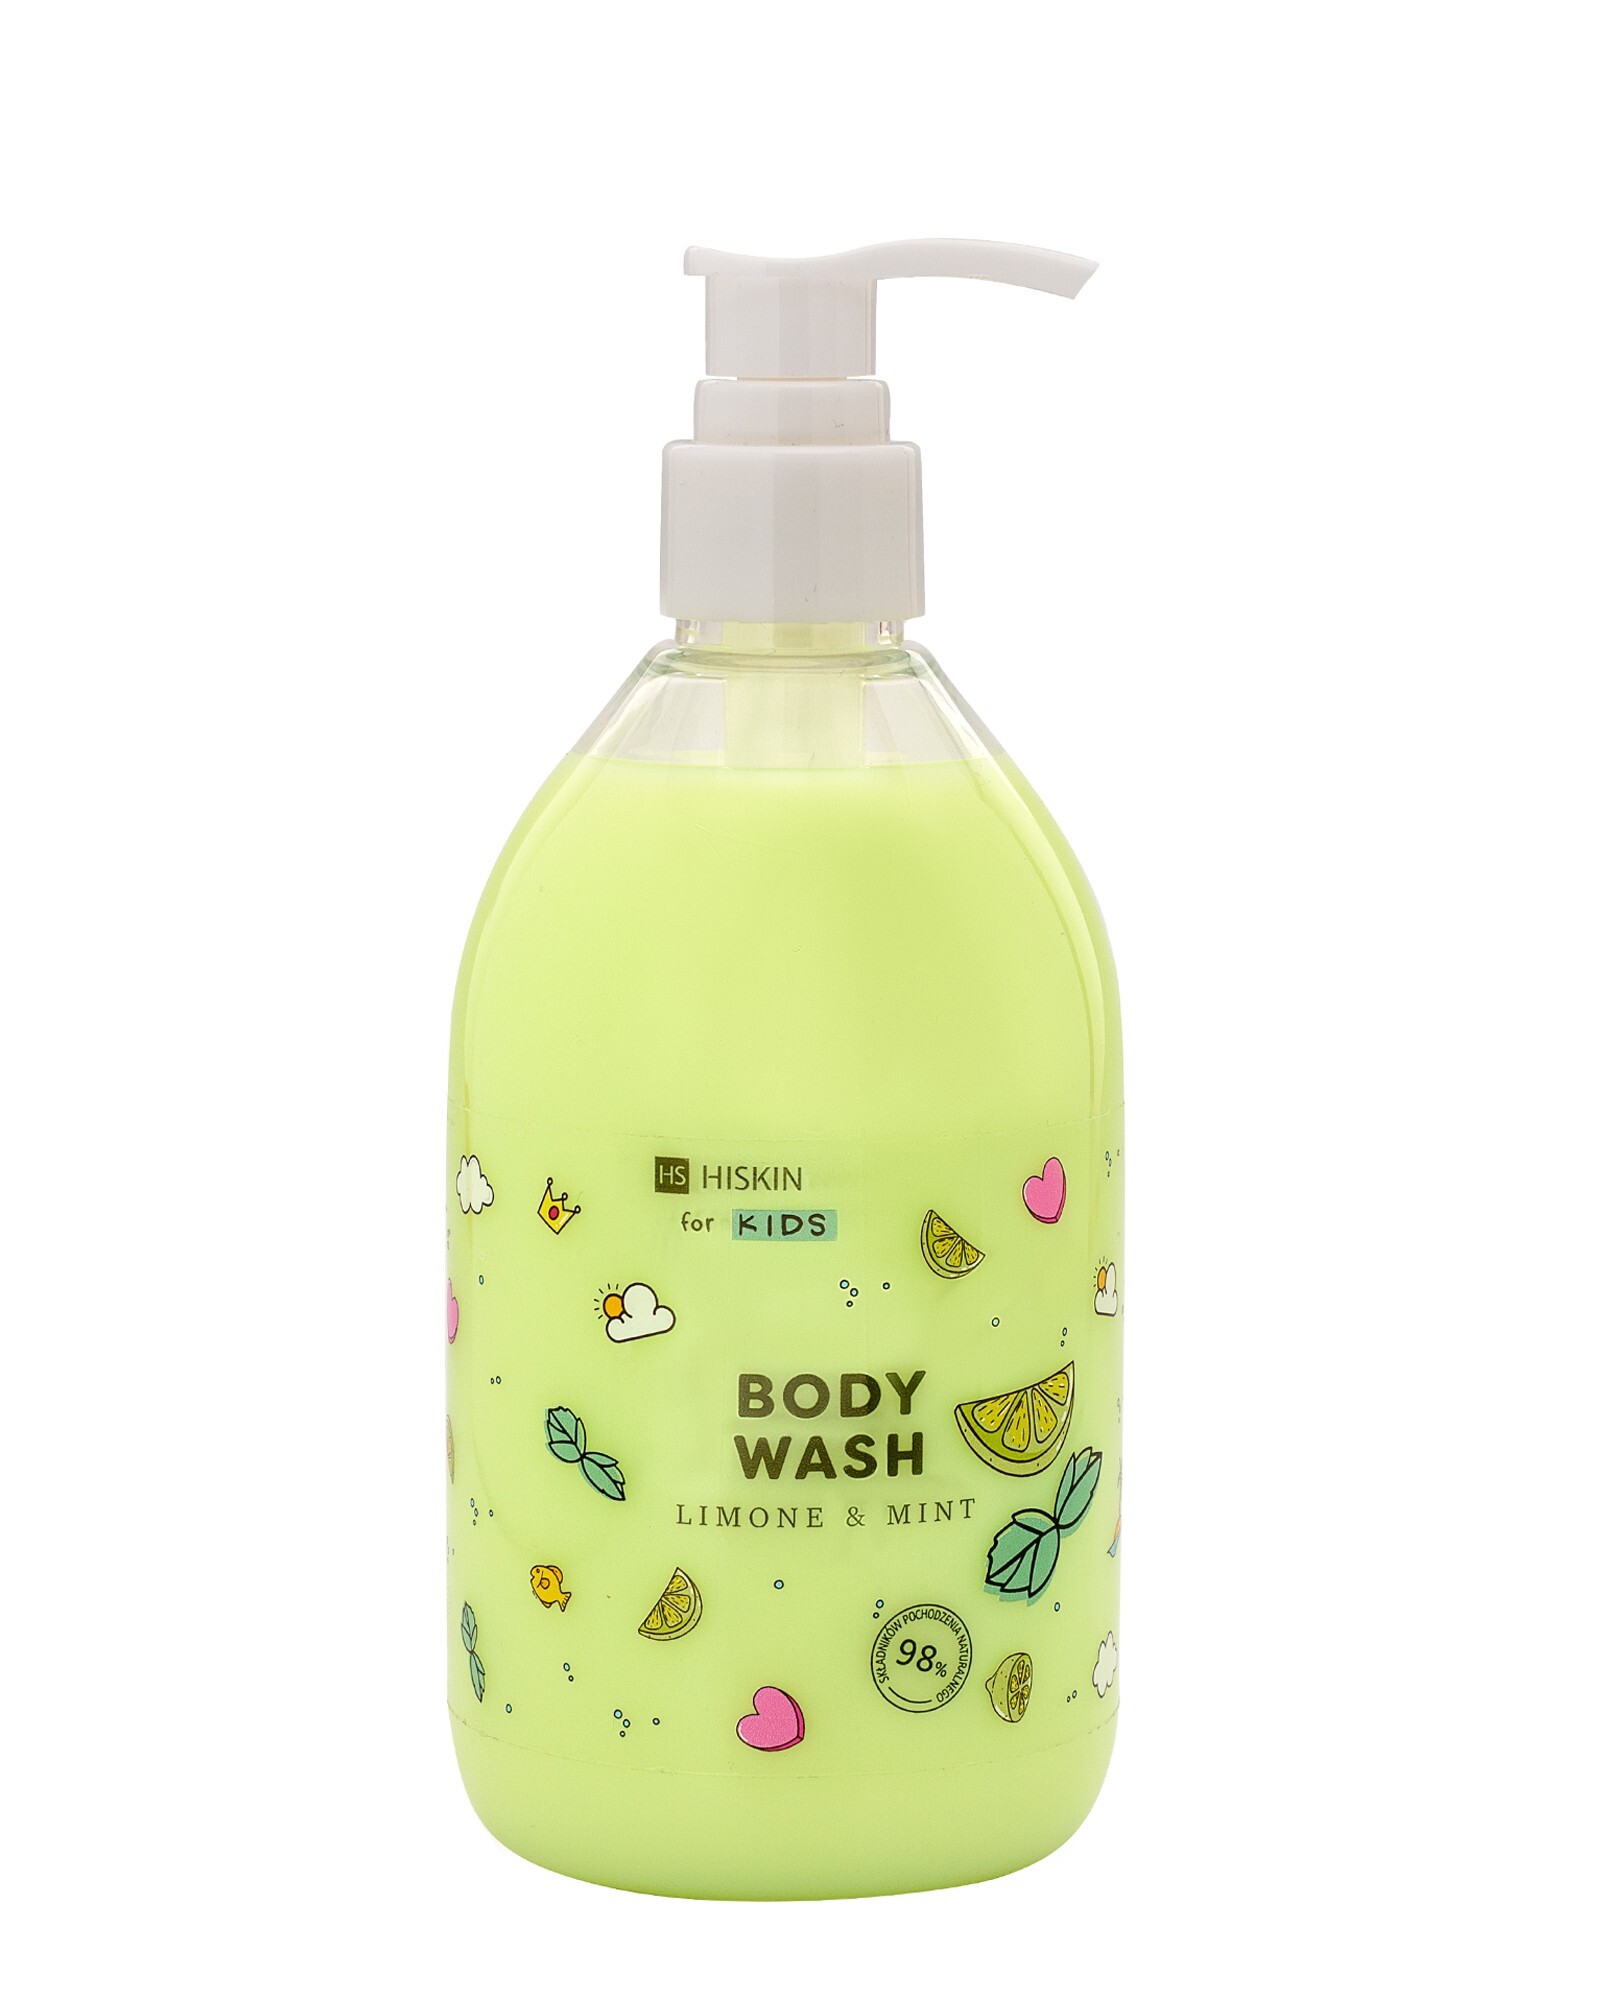 HS HISKIN
for KIDS
BODY
WASH
LIMONE & MINT
SKŁADNIKÓW POCHODZENIA NATURALNEGO
98%